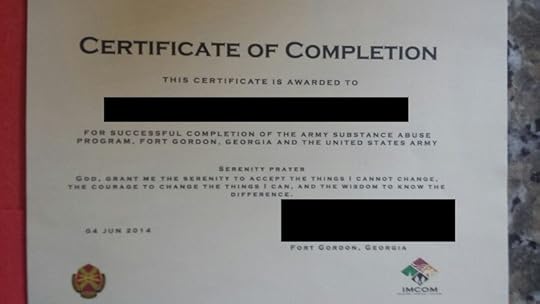 CERTIFICATE OF COMPLETION
THIS CERTIFICATE IS AWARDED TO
FOR SUCCESSFUL COMPLETION OF THE ARMY SUBSTANCE ABUSE
PROGRAM, FORT GORDON, GEORGIA AND THE UNITED STATES ARMY
SERENITY PRAYER
GOD, GRANT ME THE SERENITY TO ACCEPT THE THINGS I CANNOT CHANGE,
THE COURAGE TO CHANGE THE THINGS I CAN, AND THE WISDOM TO KNOW THE
DIFFERENCE.
04 JUN 2014
FORT GORDON, GEORGIA
IMCOM